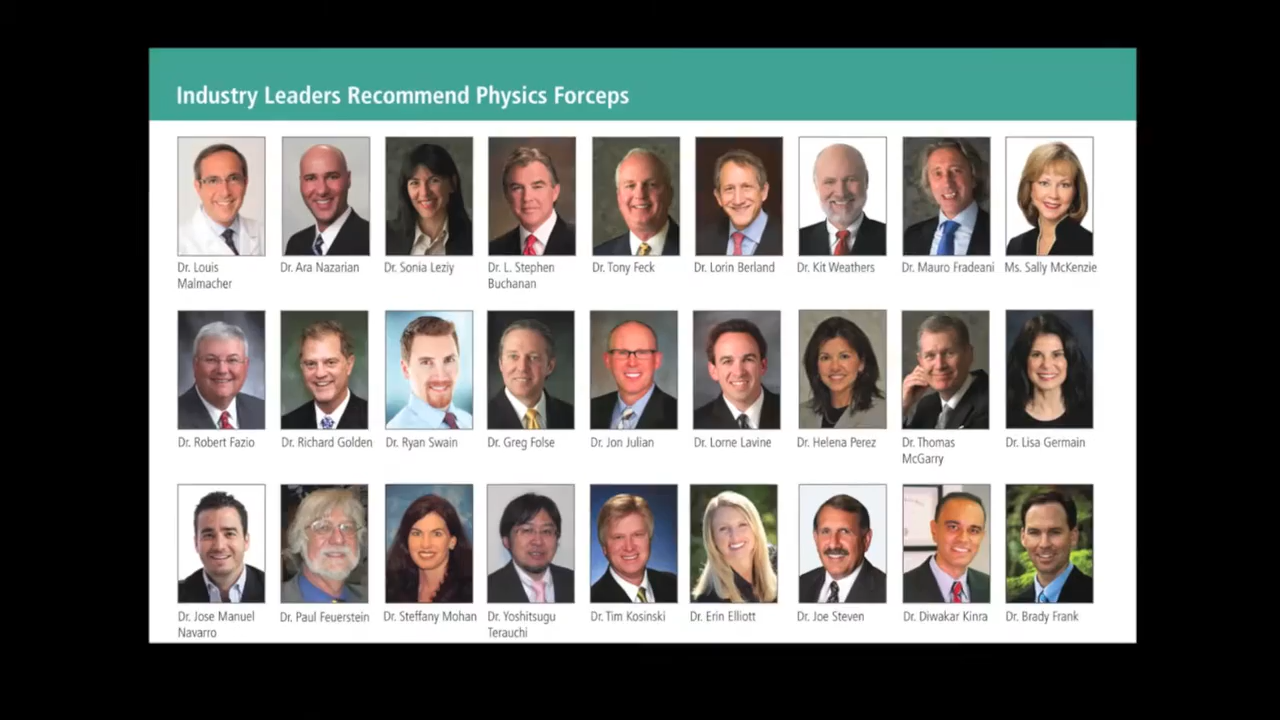 Industry Leaders Recommend Physics Forceps
Dr. Louis Malmacher
Dr. Ara Nazarian
Dr. Sonia Leziy
Dr. L. Stephen Buchanan
Dr. Tony Feck
Dr. Lorin Berland
Dr. Kit Weathers
Dr. Mauro Fradeani
Ms. Sally McKenzie
Dr. Robert Fazio
Dr. Richard Golden
Dr. Ryan Swain
Dr. Greg Folse
Dr. Jon Julian
Dr. Lorne Lavine
Dr. Helena Perez
Dr. Thomas McGarry
Dr. Lisa Germain
Dr. Jose Manuel Navarro
Dr. Paul Feuerstein
Dr. Steffany Mohan
Dr. Yoshitsugu Terauchi
Dr. Tim Kosinski
Dr. Erin Elliott
Dr. Joe Steven
Dr. Diwakar Kinra
Dr. Brady Frank